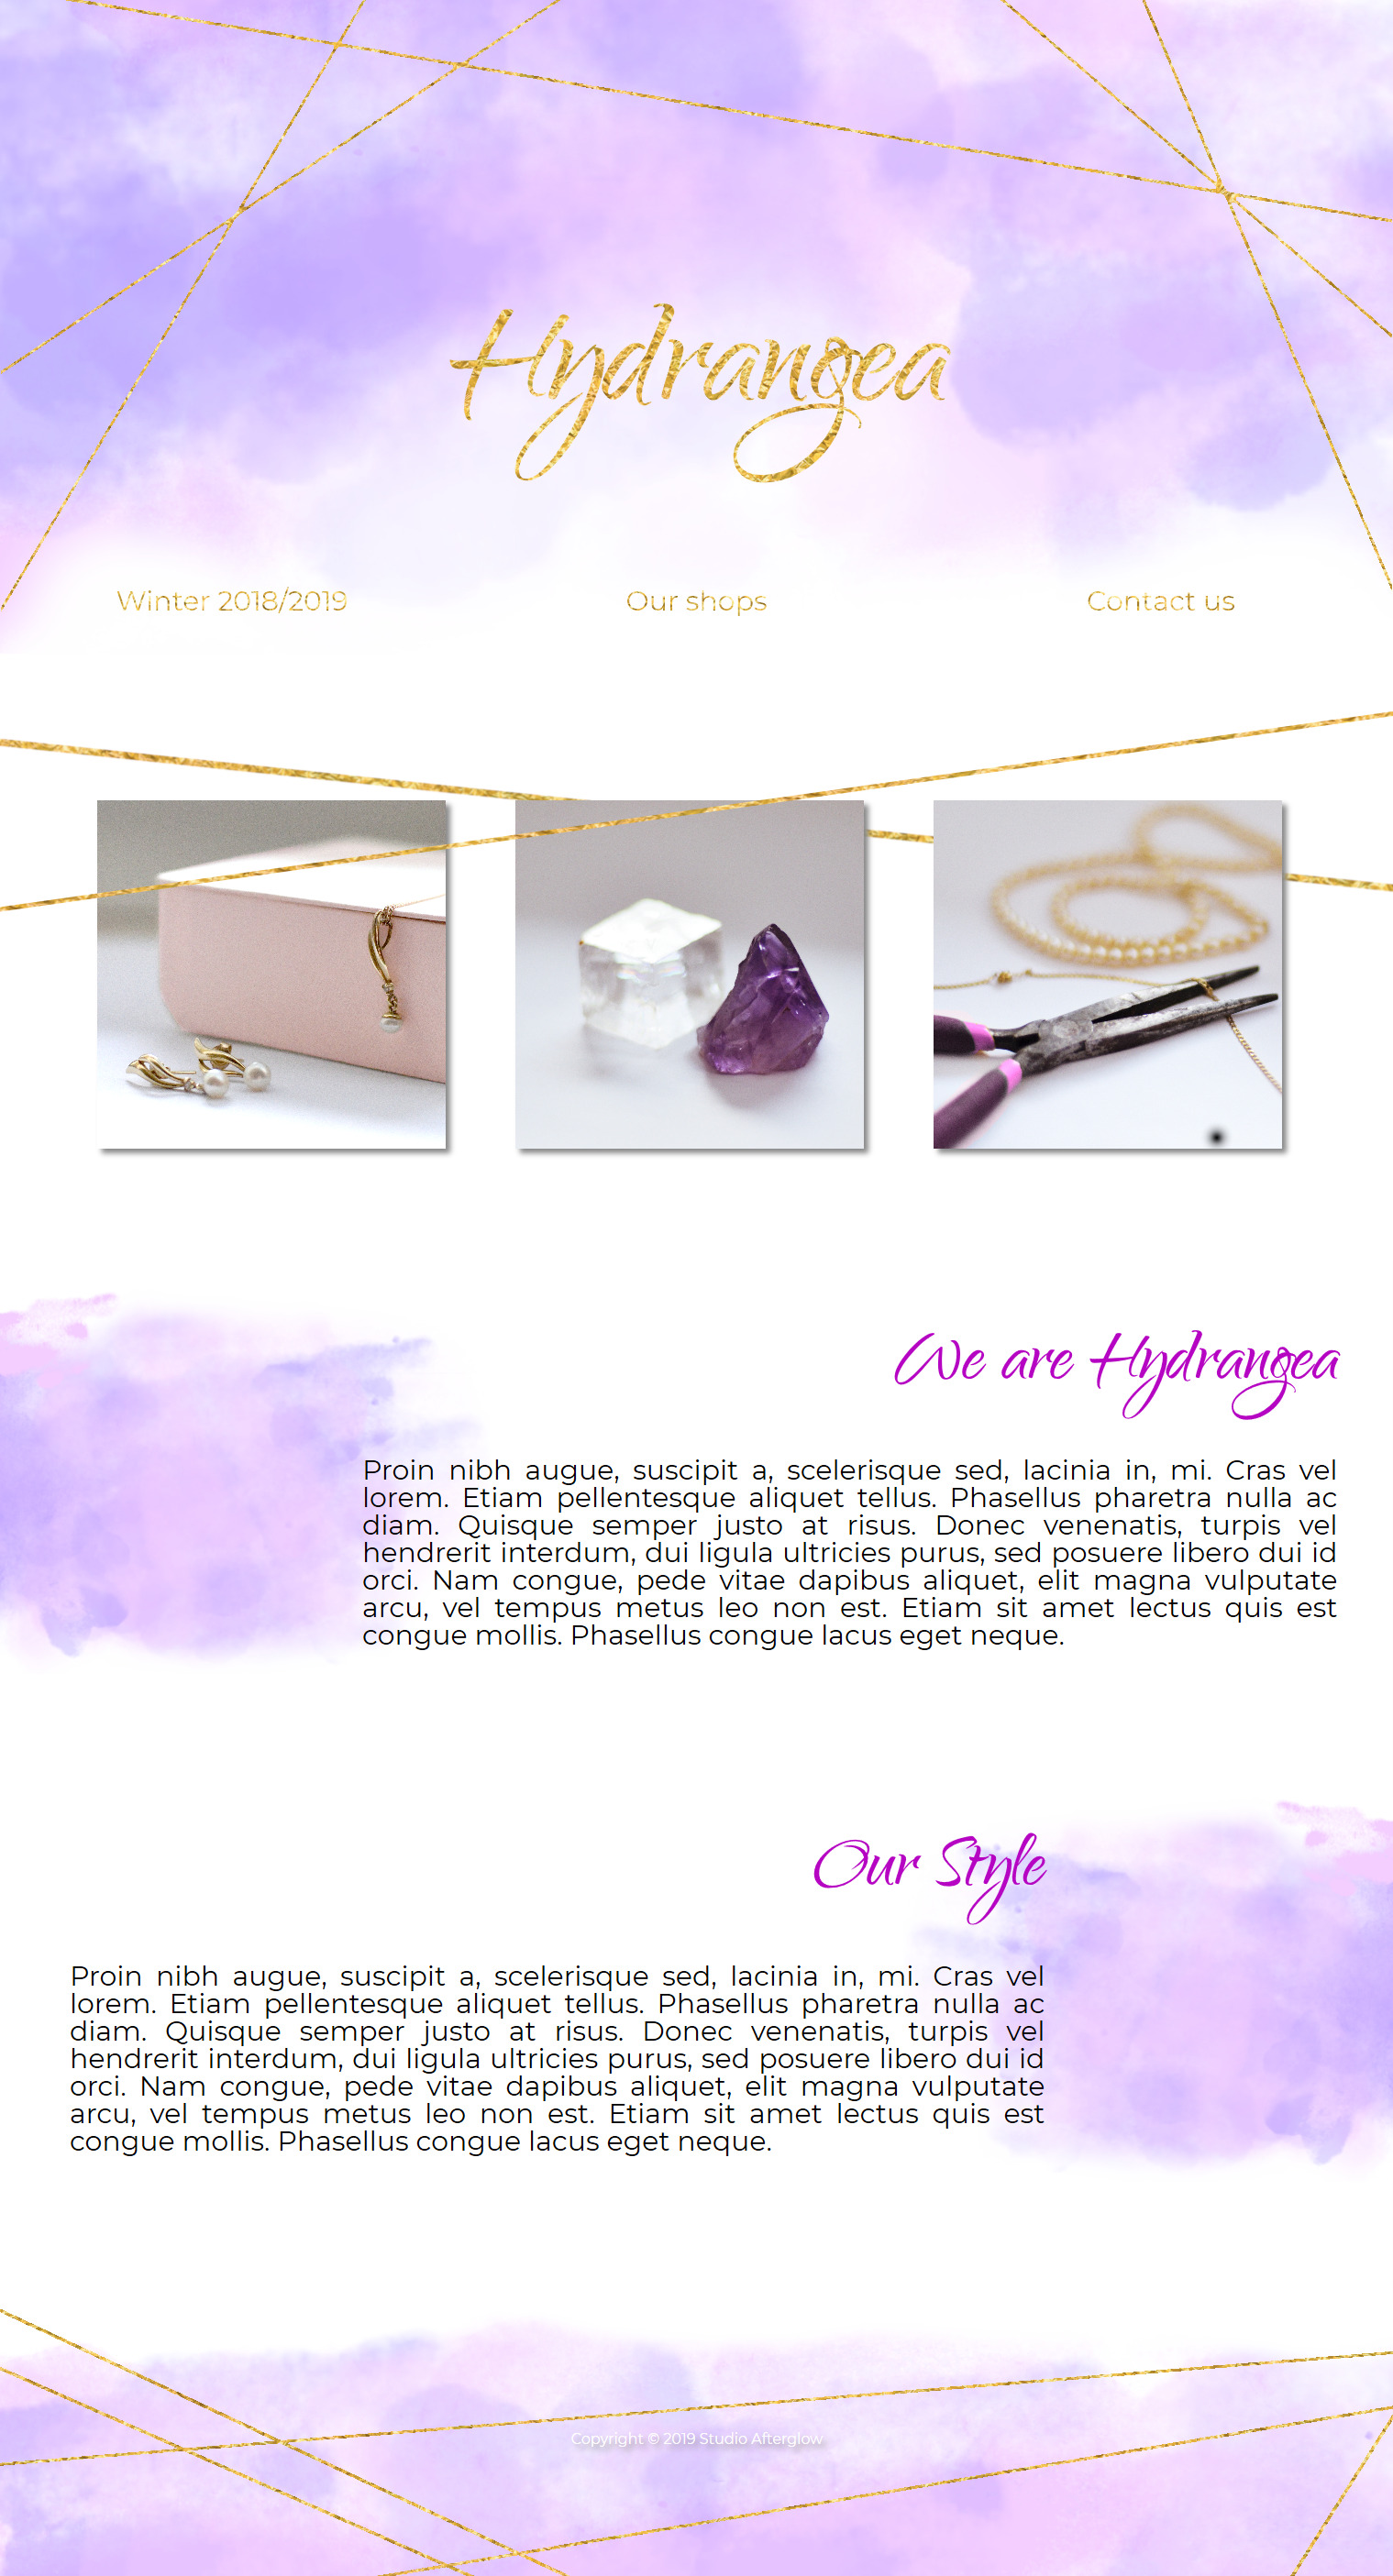 Hydrangea
Winter 2018/2019
Our shops
Contact us
We are Hydrangea
Proin nibh augue, suscipit a, scelerisque sed, lacinia in, mi. Cras vel
lorem. Etiam pellentesque aliquet tellus. Phasellus pharetra nulla ac
diam. Quisque semper justo at risus. Donec venenatis, turpis vel
hendrerit interdum, dui ligula ultricies purus, sed posuere libero dui id
orci. Nam congue, pede vitae dapibus aliquet, elit magna vulputate
arcu, vel tempus metus leo non est. Etiam sit amet lectus quis est
congue mollis. Phasellus congue lacus eget neque.
Our Style
Proin nibh augue, suscipit a, scelerisque sed, lacinia in, mi. Cras vel
lorem. Etiam pellentesque aliquet tellus. Phasellus pharetra nulla ac
diam. Quisque semper justo at risus. Donec venenatis, turpis vel
hendrerit interdum, dui ligula ultricies purus, sed posuere libero dui id
orci. Nam congue, pede vitae dapibus aliquet, elit magna vulputate
arcu, vel tempus metus leo non est. Etiam sit amet lectus quis est
congue mollis. Phasellus congue lacus eget neque.
Copyright © 2019 Studio Afterglow